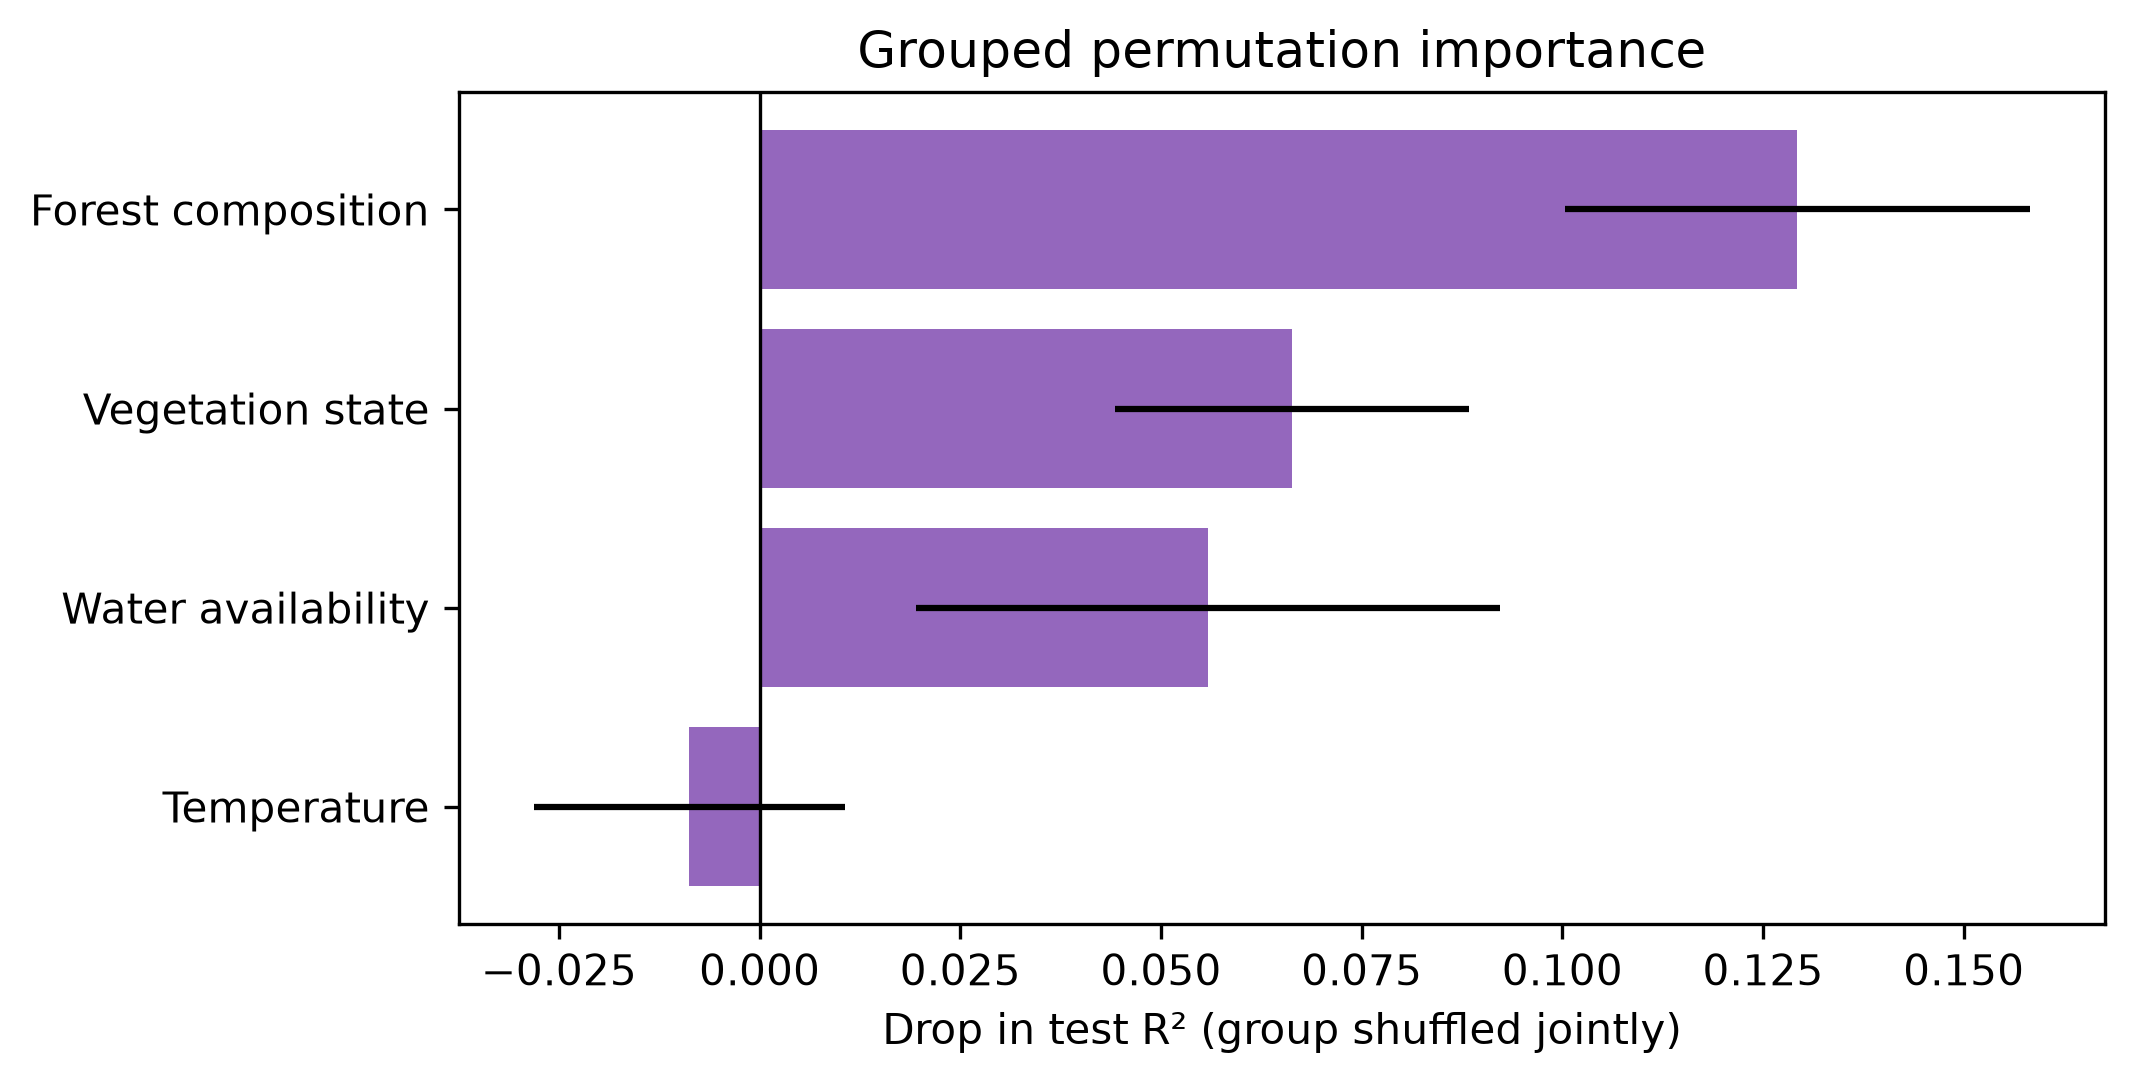 Grouped permutation importance
Forest composition
Vegetation state
Water availability
Temperature
−0.025 0.000 0.025 0.050 0.075 0.100 0.125 0.150
Drop in test R² (group shuffled jointly)